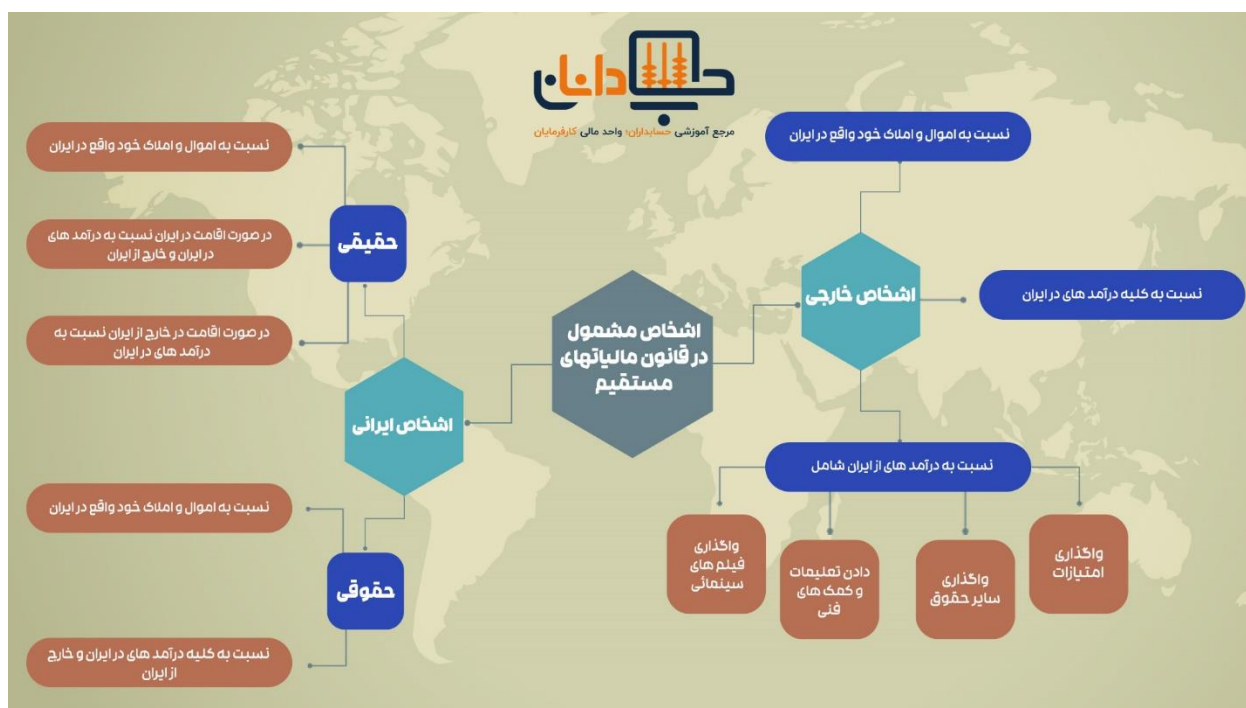 حسابدانان
مرجع آموزشی حسابداران؛ واحد مالی کارفرمایان
اشخاص مشمول
در قانون مالیاتهای
مستقیم
اشخاص خارجی
نسبت به اموال و املاک خود واقع در ایران
نسبت به کلیه درآمد های در ایران
نسبت به درآمد های از ایران شامل
واگذاری
امتیازات
واگذاری
سایر حقوق
دادن تعلیمات
و کمک های
فنی
واگذاری
فیلم های
سینمائی
اشخاص ایرانی
حقیقی
نسبت به اموال و املاک خود واقع در ایران
در صورت اقامت در ایران نسبت به درآمد های
در ایران و خارج از ایران
در صورت اقامت در خارج از ایران نسبت به
درآمد های در ایران
حقوقی
نسبت به اموال و املاک خود واقع در ایران
نسبت به کلیه درآمد های در ایران و خارج
از ایران